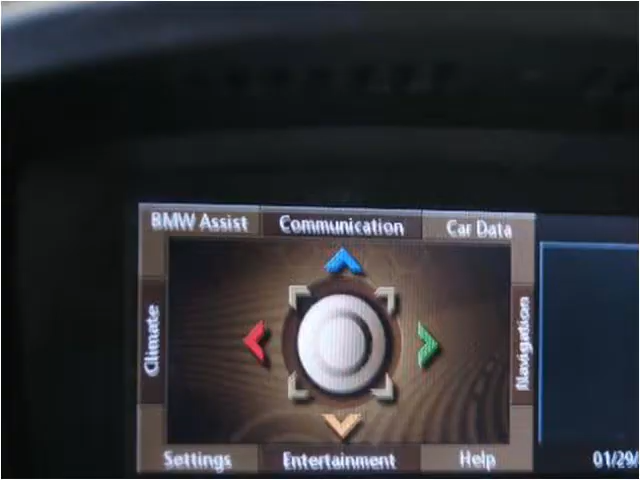 BMW Assist
Communication
Car Data
Climate
Navigation
Settings
Entertainment
Help
01/29/